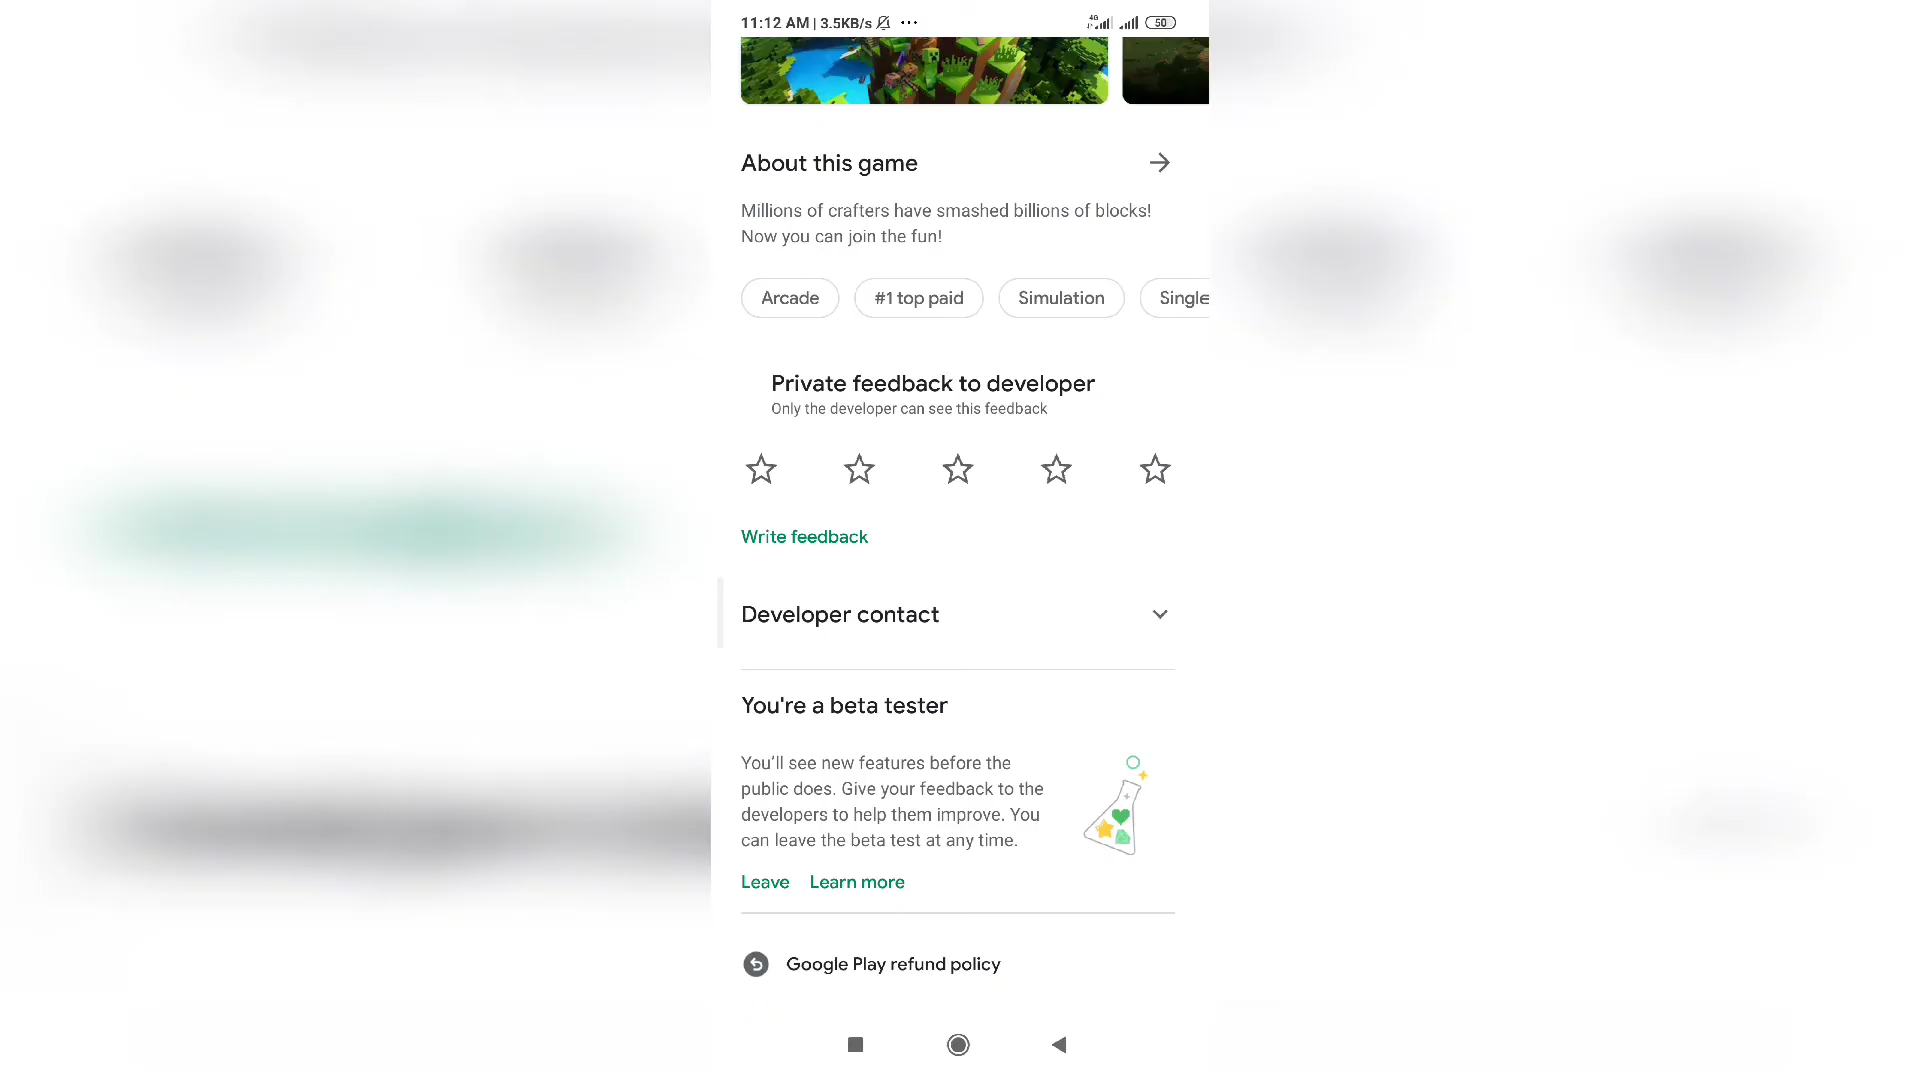 11:12 AM | 3.5KB/s ... 4G 50
About this game
Millions of crafters have smashed billions of blocks!
Now you can join the fun!
Arcade #1 top paid Simulation Single
Private feedback to developer
Only the developer can see this feedback
Write feedback
Developer contact
You're a beta tester
You’ll see new features before the
public does. Give your feedback to the
developers to help them improve. You
can leave the beta test at any time.
Leave Learn more
Google Play refund policy